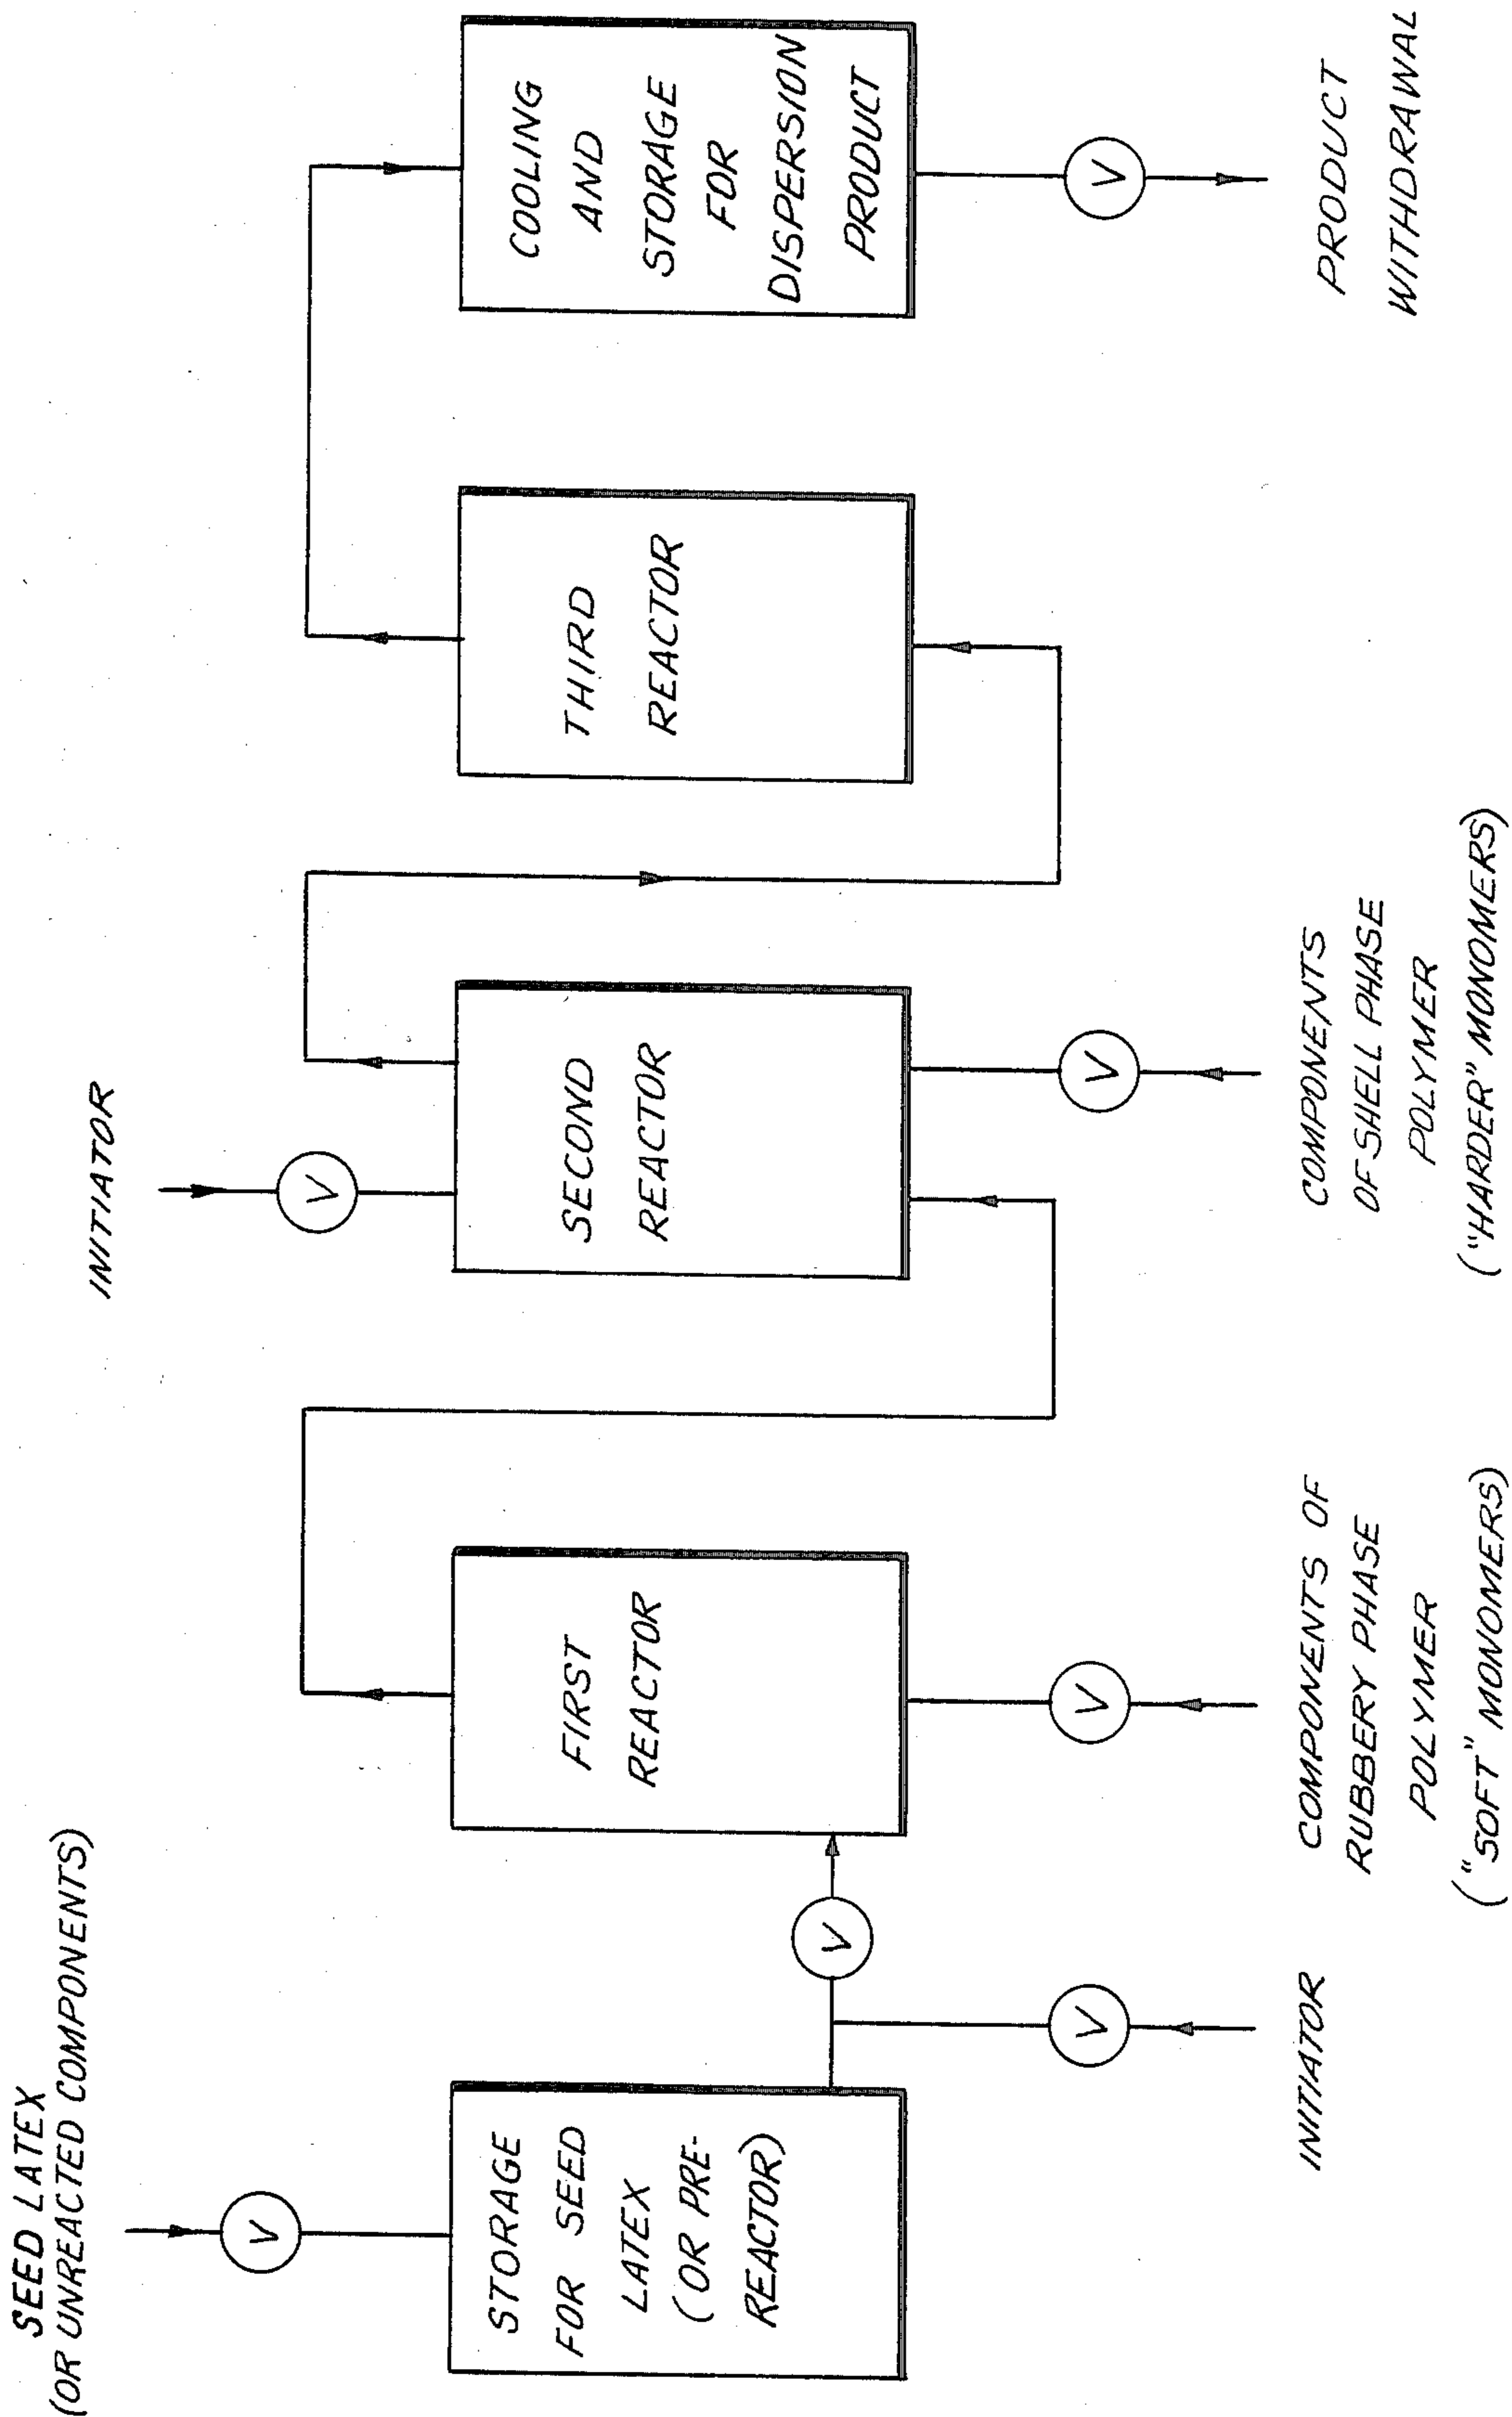 SEED LATEX
(OR UNREACTED COMPONENTS)
V
STORAGE
FOR SEED
LATEX
(OR PRE-
REACTOR)
V
V
INITIATOR
FIRST
REACTOR
V
COMPONENTS OF
RUBBERY PHASE
POLYMER
("SOFT" MONOMERS)
INITIATOR
V
SECOND
REACTOR
V
COMPONENTS
OF SHELL PHASE
POLYMER
("HARDER" MONOMERS)
THIRD
REACTOR
COOLING
AND
STORAGE
FOR
DISPERSION
PRODUCT
V
PRODUCT
WITHDRAWAL